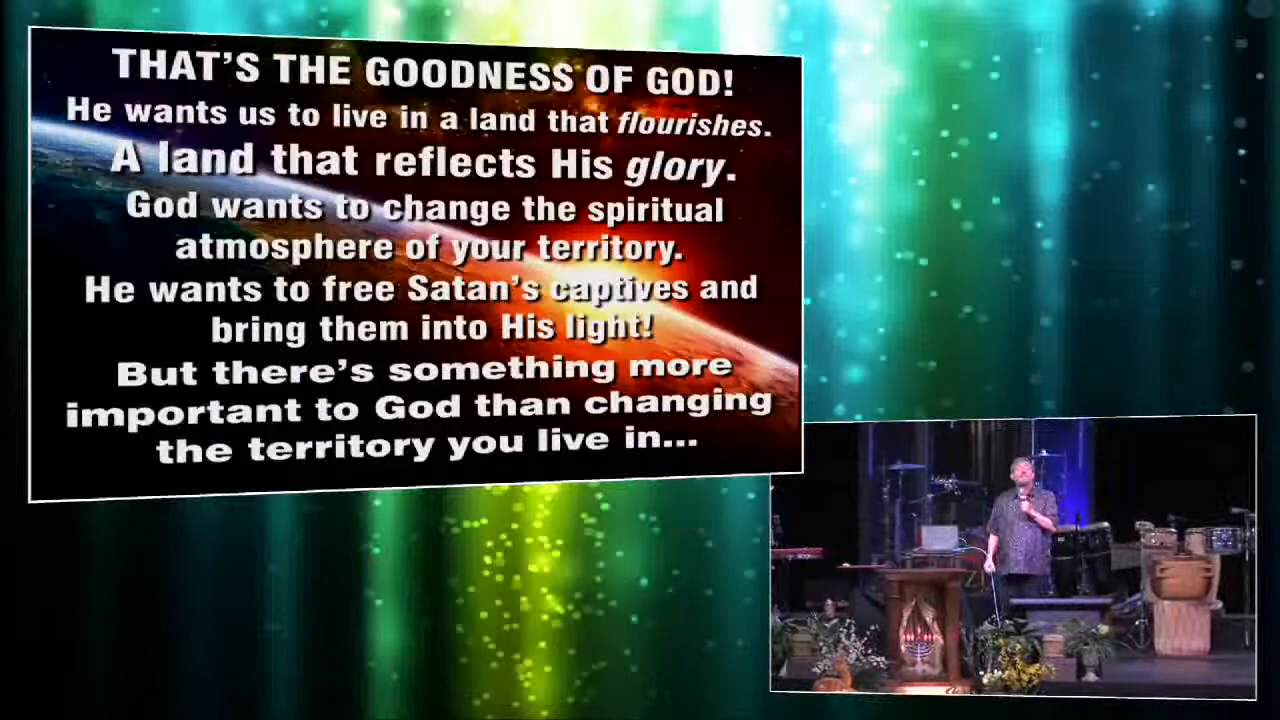 THAT'S THE GOODNESS OF GOD!
He wants us to live in a land that flourishes.
A land that reflects His glory.
God wants to change the spiritual
atmosphere of your territory.
He wants to free Satan's captives and
bring them into His light!
But there's something more
important to God than changing
the territory you live in...